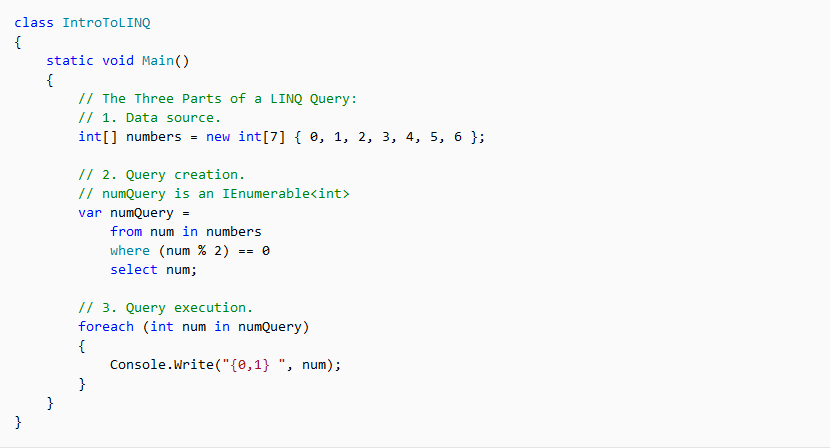 class IntroToLINQ
{
static void Main()
{
// The Three Parts of a LINQ Query:
// 1. Data source.
int[] numbers = new int[7] { 0, 1, 2, 3, 4, 5, 6 };
// 2. Query creation.
// numQuery is an IEnumerable<int>
var numQuery =
from num in numbers
where (num % 2) == 0
select num;
// 3. Query execution.
foreach (int num in numQuery)
{
Console.Write("{0,1} ", num);
}
}
}